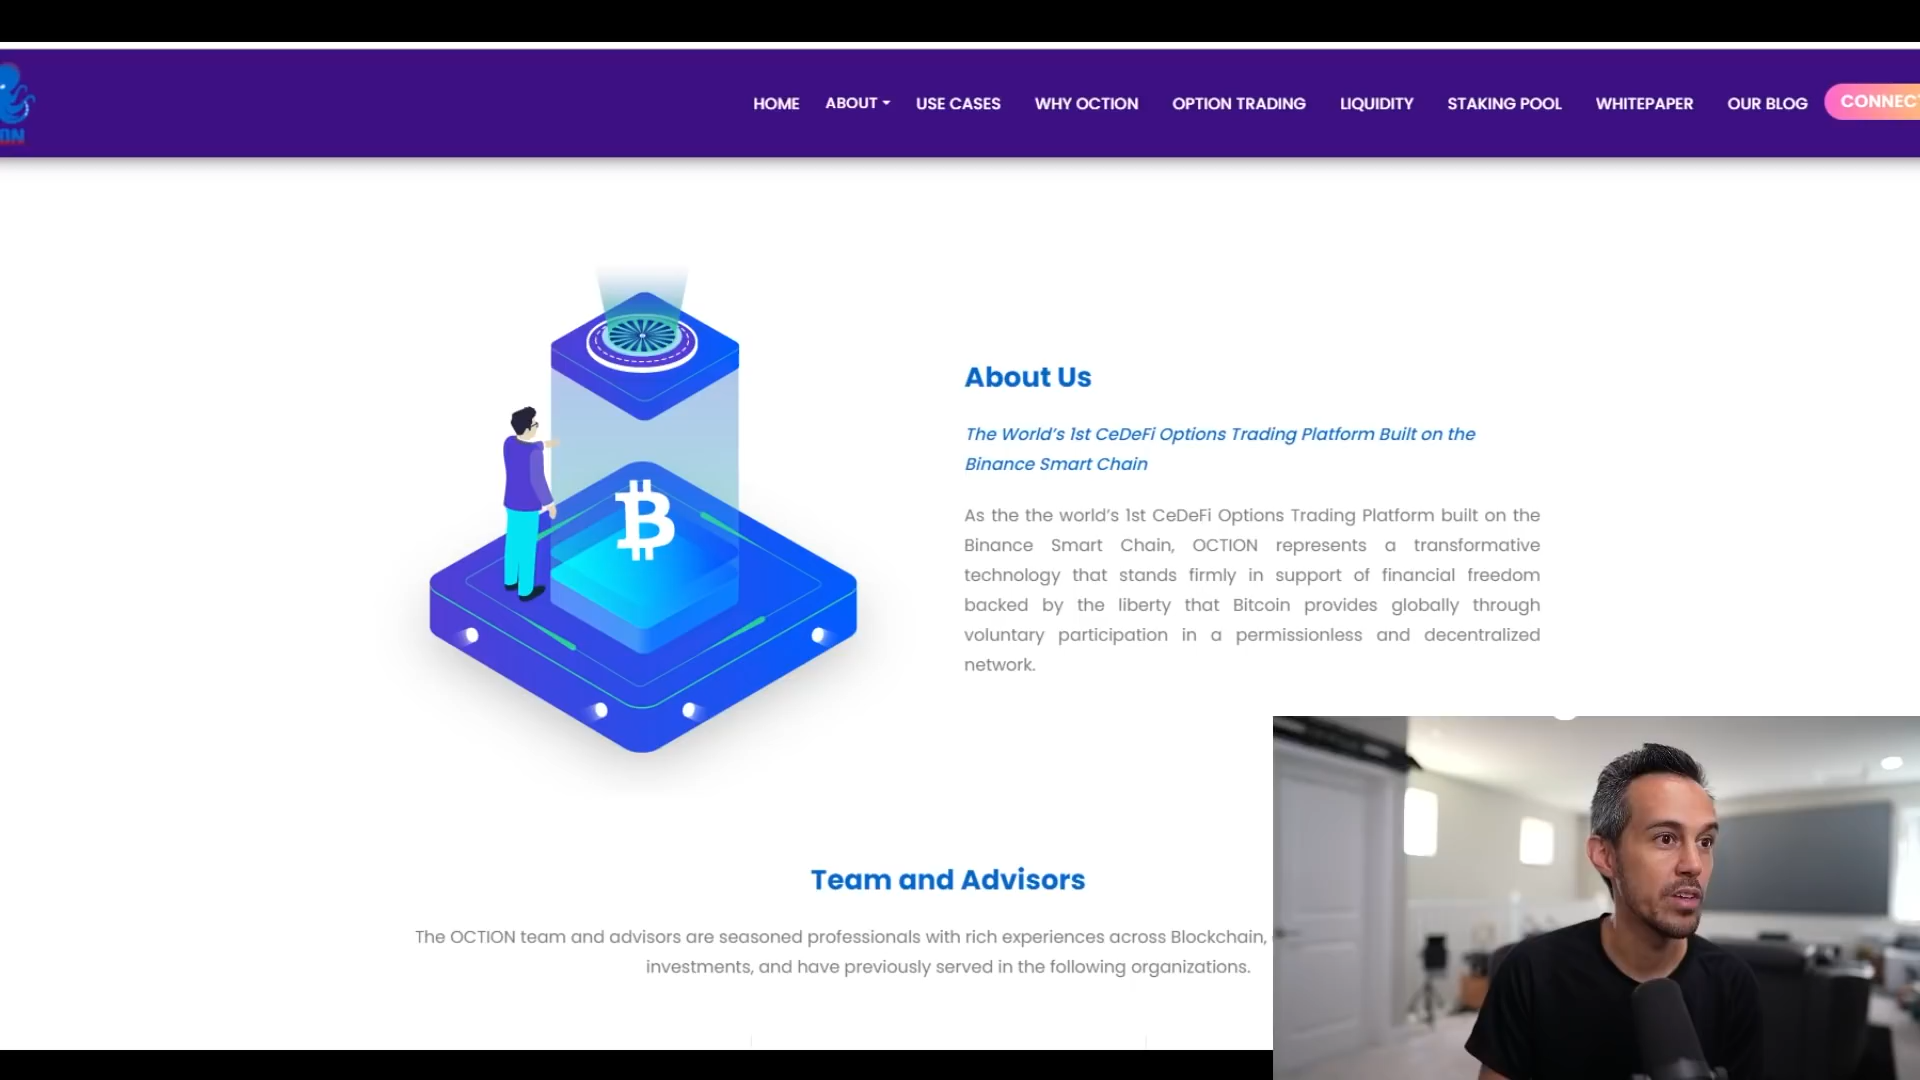 HOME ABOUT USE CASES WHY OCTION OPTION TRADING LIQUIDITY STAKING POOL WHITEPAPER OUR BLOG CONNECT
ON
About Us
The World’s 1st CeDeFi Options Trading Platform Built on the
Binance Smart Chain
As the the world’s 1st CeDeFi Options Trading Platform built on the
Binance Smart Chain, OCTION represents a transformative
technology that stands firmly in support of financial freedom
backed by the liberty that Bitcoin provides globally through
voluntary participation in a permissionless and decentralized
network.
Team and Advisors
The OCTION team and advisors are seasoned professionals with rich experiences across Blockchain,
investments, and have previously served in the following organizations.